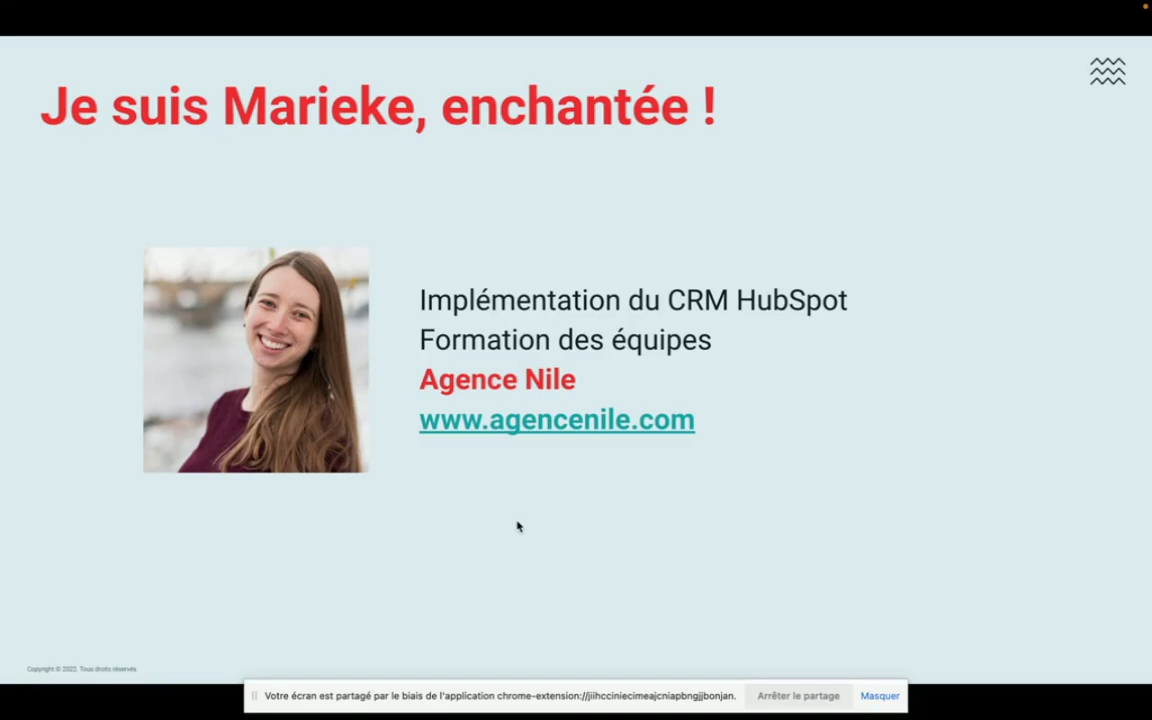 Je suis Marieke, enchantée !
Implémentation du CRM HubSpot
Formation des équipes
Agence Nile
www.agencenile.com
Copyright © 2022. Tous droits réservés
Votre écran est partagé par le biais de l'application chrome-extension://jiihcciniecimeajcniapbngjjbonjan.
Arrêter le partage
Masquer